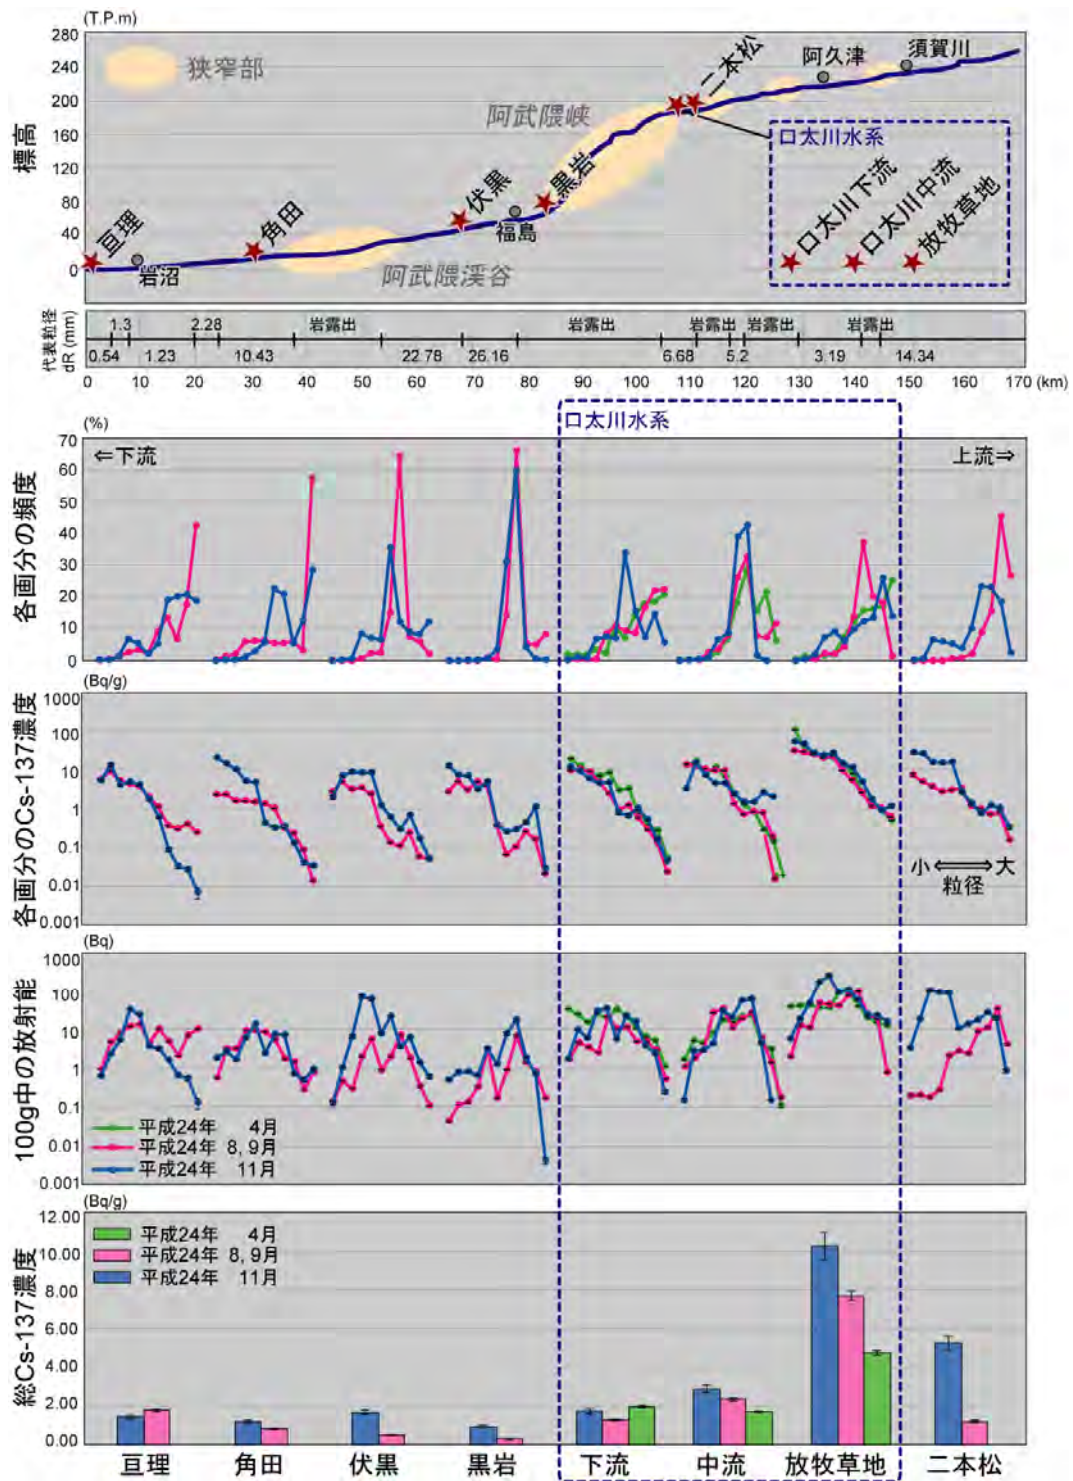 (T.P.m)
280
240
200
160
120
80
40
0
標高
狭窄部
阿武隈峡
二本松
阿久津
須賀川
口太川水系
口太川下流
口太川中流
放牧草地
亘理
岩沼
角田
阿武隈渓谷
伏黒
福島
黒岩
代表粒径
dR (mm)
1.3
2.28
岩露出
岩露出
岩露出
岩露出
岩露出
0.54
1.23
10.43
22.78
26.16
6.68
5.2
3.19
14.34
0 10 20 30 40 50 60 70 80 90 100 110 120 130 140 150 160 170 (km)
各画分の頻度
(%)
70
60
50
40
30
20
10
0
⇐下流
口太川水系
上流⇒
各画分のCs-137濃度
(Bq/g)
1000
100
10
1
0.1
0.01
0.001
小 ⟺ 大
粒径
100g中の放射能
(Bq)
1000
100
10
1
0.1
0.01
0.001
平成24年 4月
平成24年 8, 9月
平成24年 11月
総Cs-137濃度
(Bq/g)
12.00
10.00
8.00
6.00
4.00
2.00
0.00
平成24年 4月
平成24年 8, 9月
平成24年 11月
亘理 角田 伏黒 黒岩 下流 中流 放牧草地 二本松